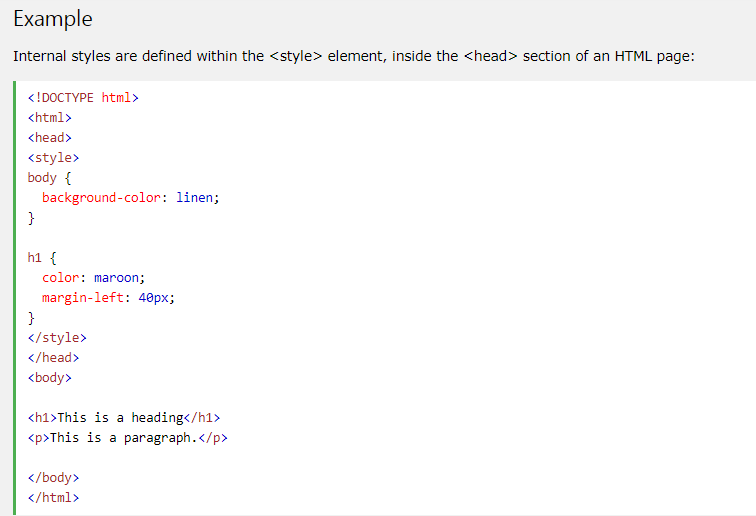 Example
Internal styles are defined within the <style> element, inside the <head> section of an HTML page:
<!DOCTYPE html>
<html>
<head>
<style>
body {
  background-color: linen;
}

h1 {
  color: maroon;
  margin-left: 40px;
}
</style>
</head>
<body>

<h1>This is a heading</h1>
<p>This is a paragraph.</p>

</body>
</html>